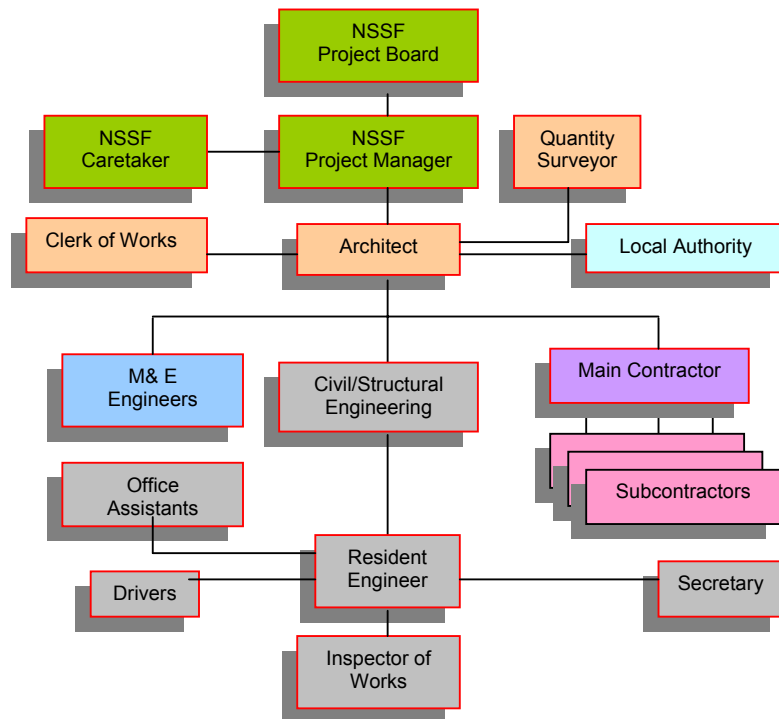 NSSF
Project Board
NSSF
Caretaker
NSSF
Project Manager
Quantity
Surveyor
Clerk of Works
Architect
Local Authority
M& E
Engineers
Civil/Structural
Engineering
Main Contractor
Office
Assistants
Subcontractors
Drivers
Resident
Engineer
Secretary
Inspector of
Works